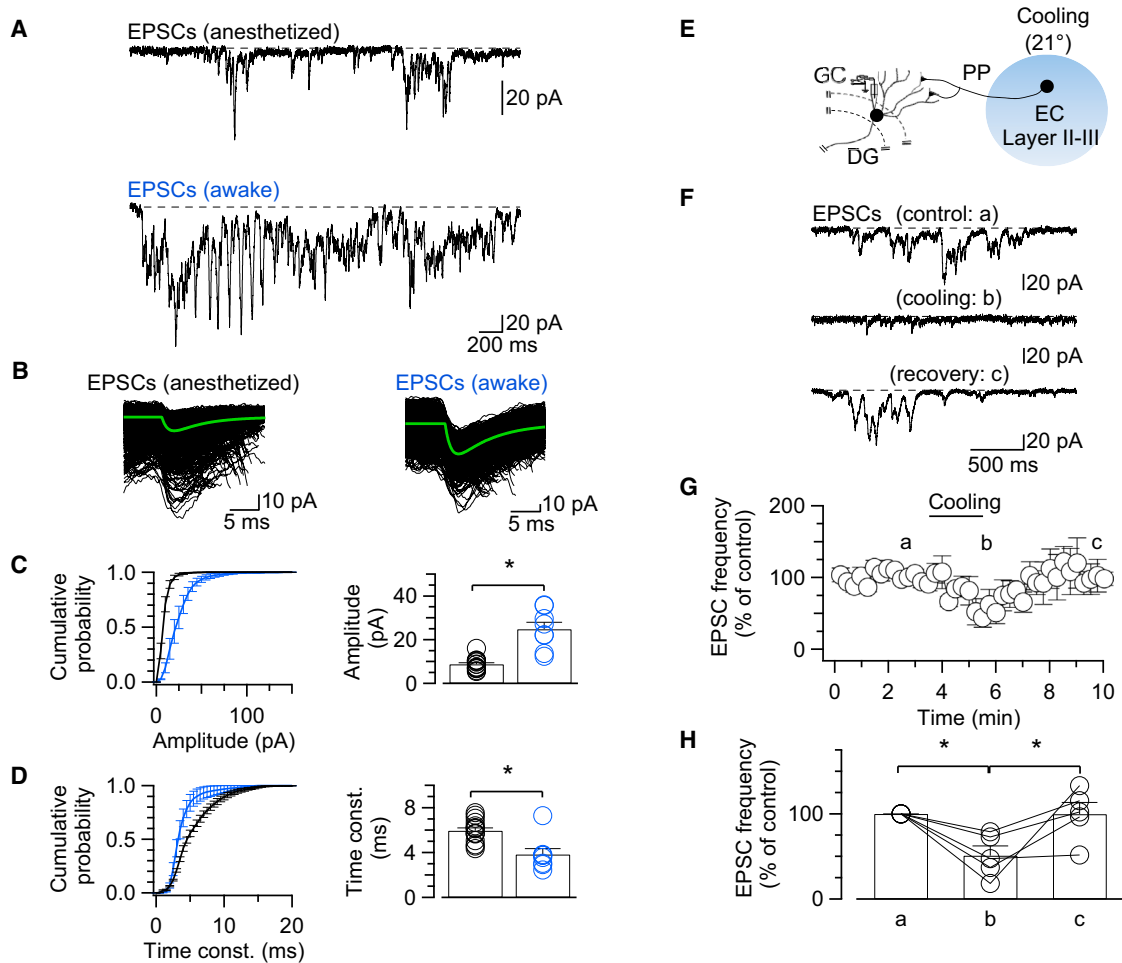 A
EPSCs (anesthetized)
20 pA
EPSCs (awake)
20 pA
200 ms
B
EPSCs (anesthetized)
EPSCs (awake)
10 pA
5 ms
10 pA
5 ms
C
Cumulative
probability
1.0
0.5
0.0
0
100
Amplitude (pA)
Amplitude
(pA)
40
20
0
*
D
Cumulative
probability
1.0
0.5
0.0
0
10
20
Time const. (ms)
Time const.
(ms)
8
4
0
*
E
Cooling
(21°)
GC
PP
EC
Layer II-III
DG
F
EPSCs
(control: a)
20 pA
(cooling: b)
20 pA
(recovery: c)
20 pA
500 ms
G
EPSC frequency
(% of control)
200
100
0
Cooling
a
b
c
0
2
4
6
8
10
Time (min)
H
EPSC frequency
(% of control)
100
0
*
*
a
b
c